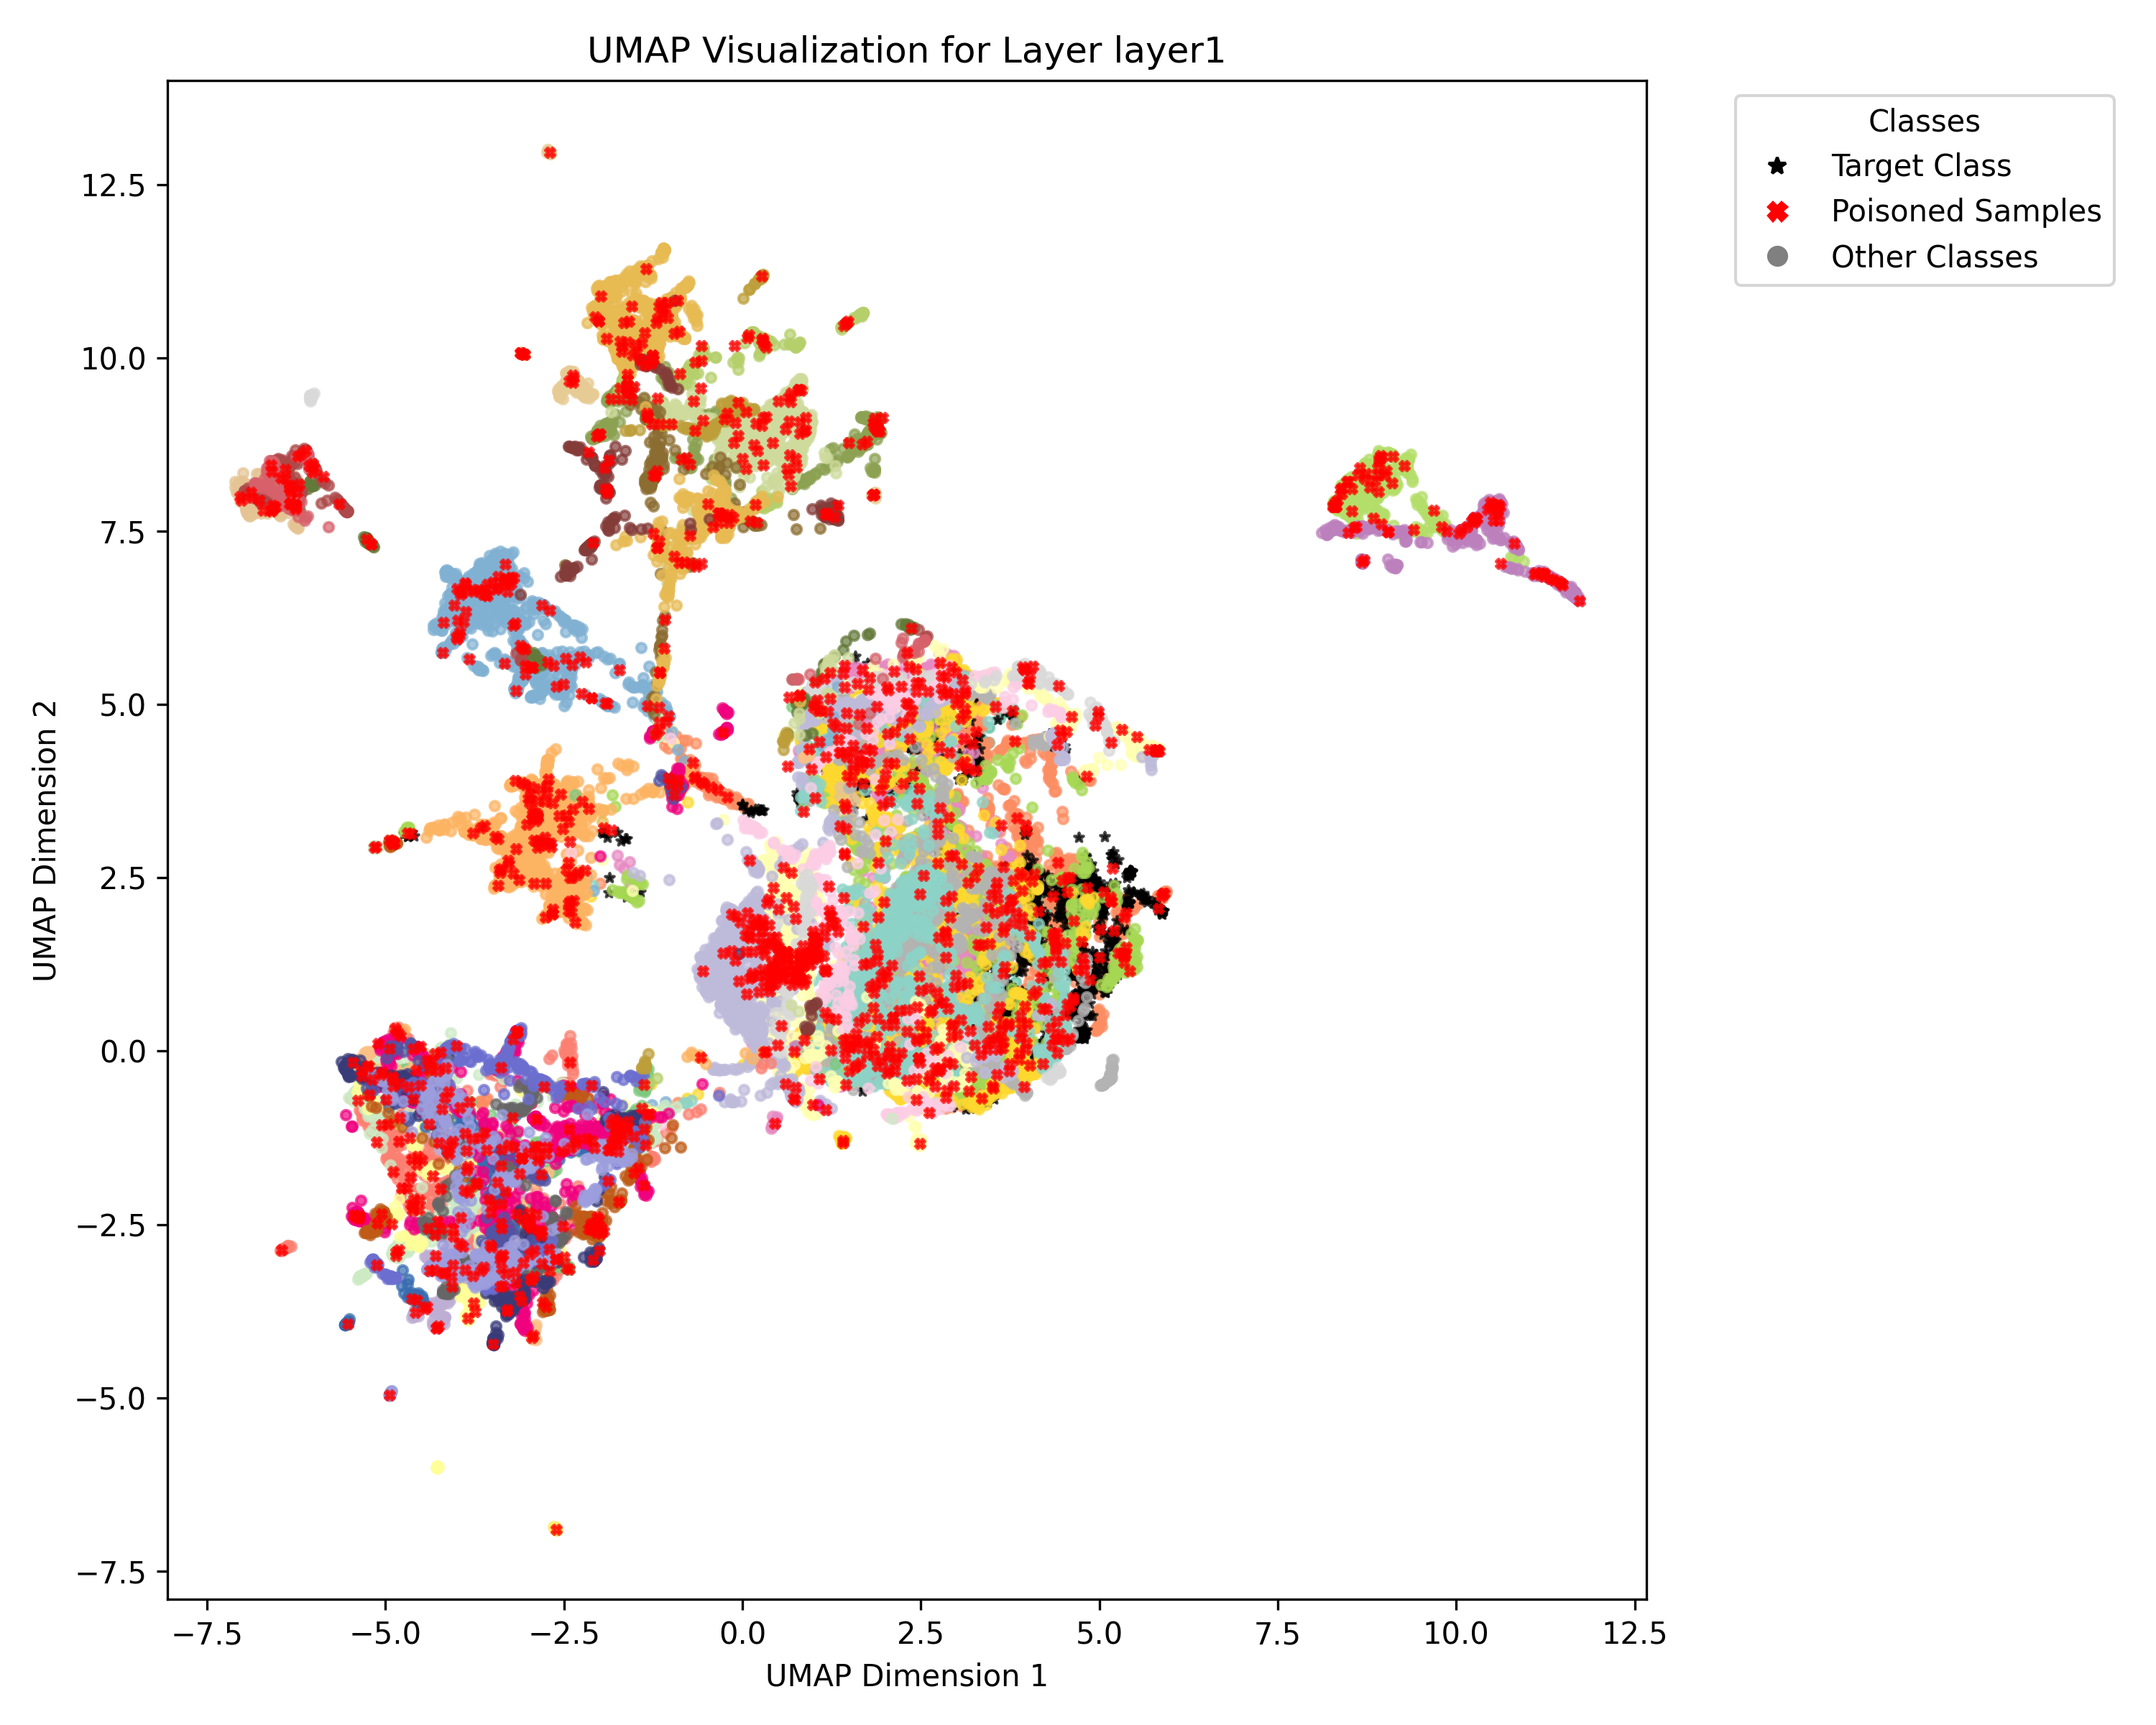 UMAP Visualization for Layer layer1
Classes
Target Class
Poisoned Samples
Other Classes
UMAP Dimension 2
12.5
10.0
7.5
5.0
2.5
0.0
−2.5
−5.0
−7.5
−7.5
−5.0
−2.5
0.0
2.5
5.0
7.5
10.0
12.5
UMAP Dimension 1